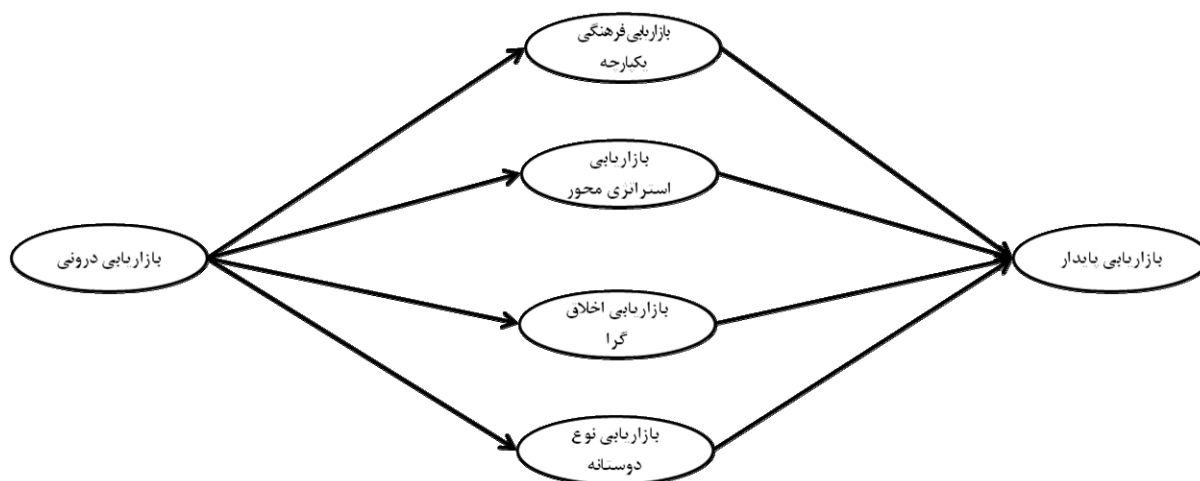 بازاریابی فرهنگی
یکپارچه
بازاریابی
استراتژی محور
بازاریابی درونی
بازاریابی پایدار
بازاریابی اخلاق
گرا
بازاریابی نوع
دوستانه